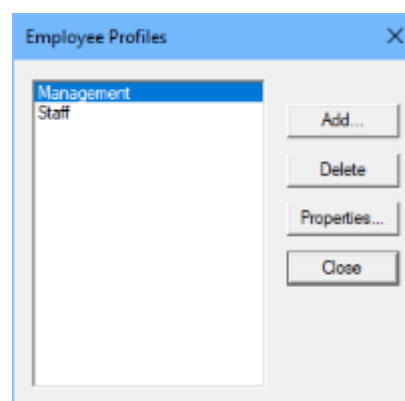 Employee Profiles
Management
Staff
Add...
Delete
Properties...
Close